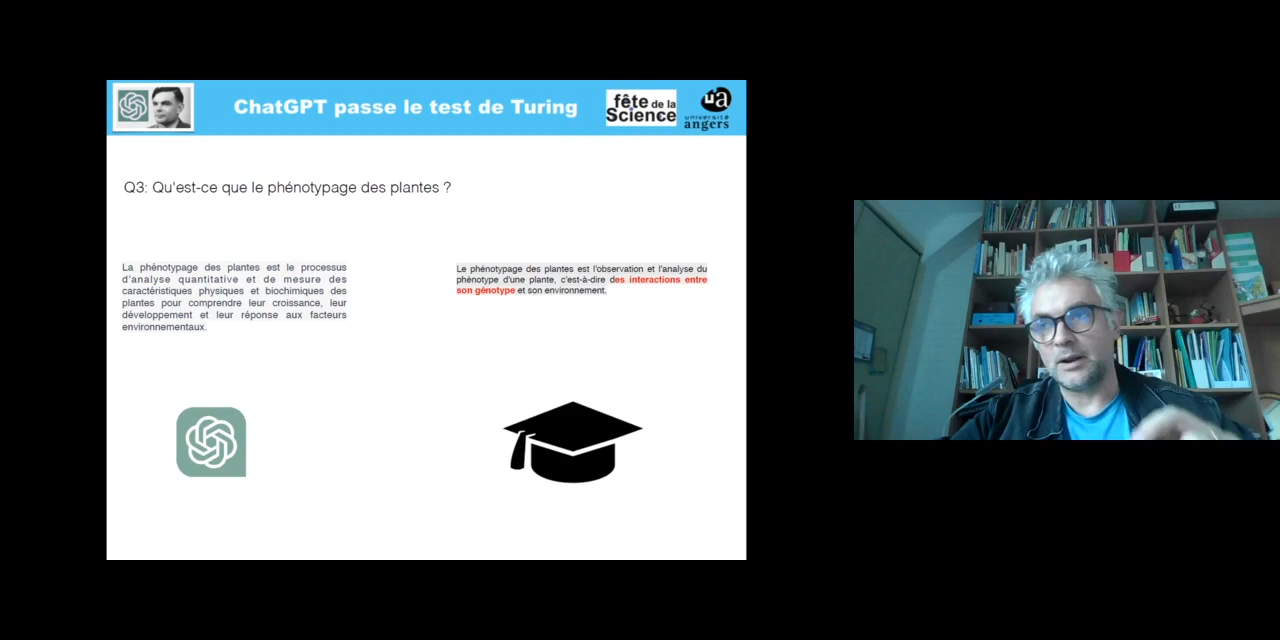 ChatGPT passe le test de Turing
fête de la
Science
ua
université
angers
Q3: Qu'est-ce que le phénotypage des plantes ?
La phénotypage des plantes est le processus
d'analyse quantitative et de mesure des
caractéristiques physiques et biochimiques des
plantes pour comprendre leur croissance, leur
développement et leur réponse aux facteurs
environnementaux.
Le phénotypage des plantes est l'observation et l'analyse du
phénotype d'une plante, c'est-à-dire des interactions entre
son génotype et son environnement.